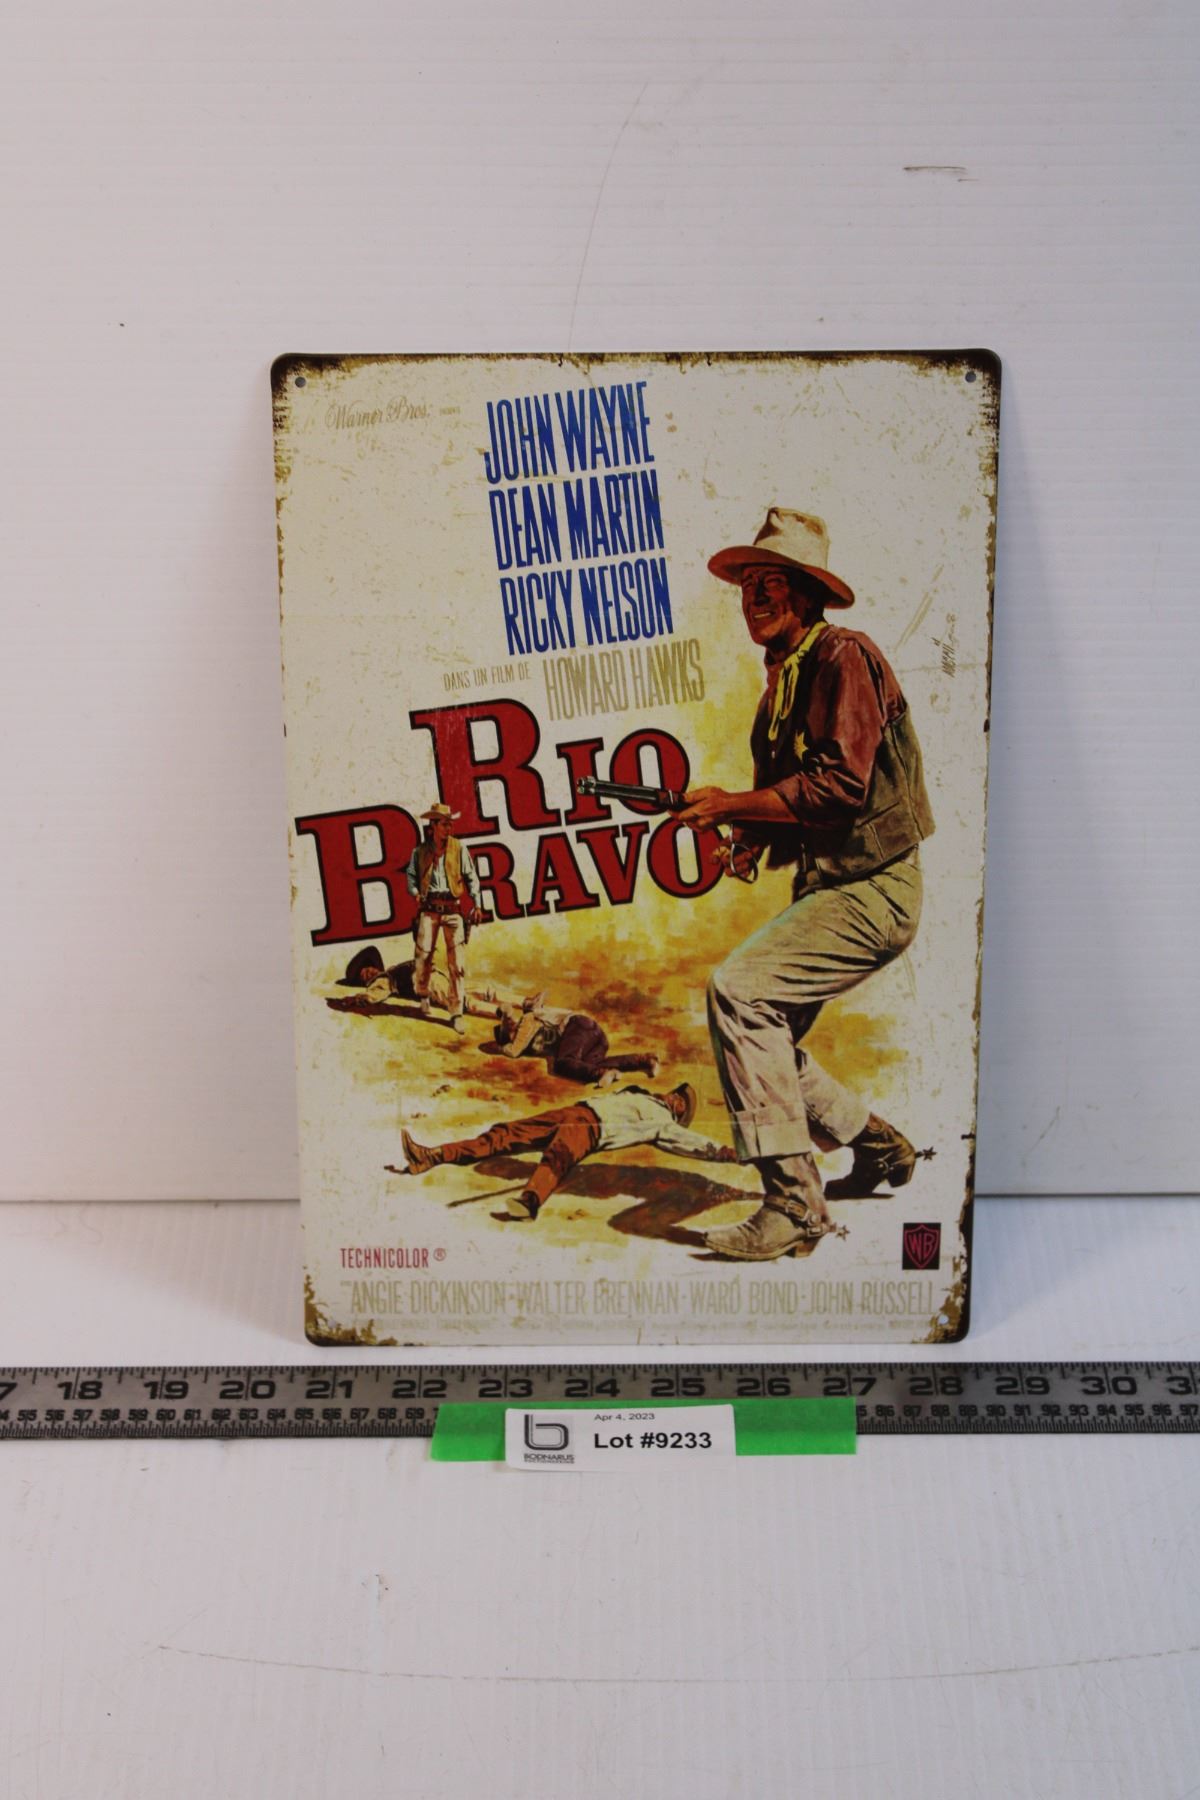 Warner Bros.
JOHN WAYNE
DEAN MARTIN
RICKY NELSON
DANS UN FILM DE HOWARD HAWKS
RIO
BRAVO
TECHNICOLOR ®
WB
ANGIE DICKINSON · WALTER BRENNAN · WARD BOND · JOHN RUSSELL
18 19 20 21 22 23 24 25 26 27 28 29 30
Apr 4, 2023
Lot #9233
BODNARUS
AUCTIONEERING